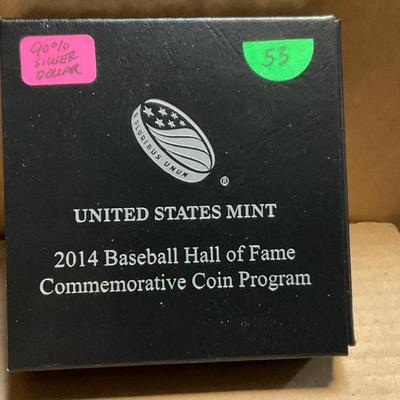 90%
SILVER
DOLLAR
53
E PLURIBUS UNUM
®
UNITED STATES MINT
2014 Baseball Hall of Fame
Commemorative Coin Program